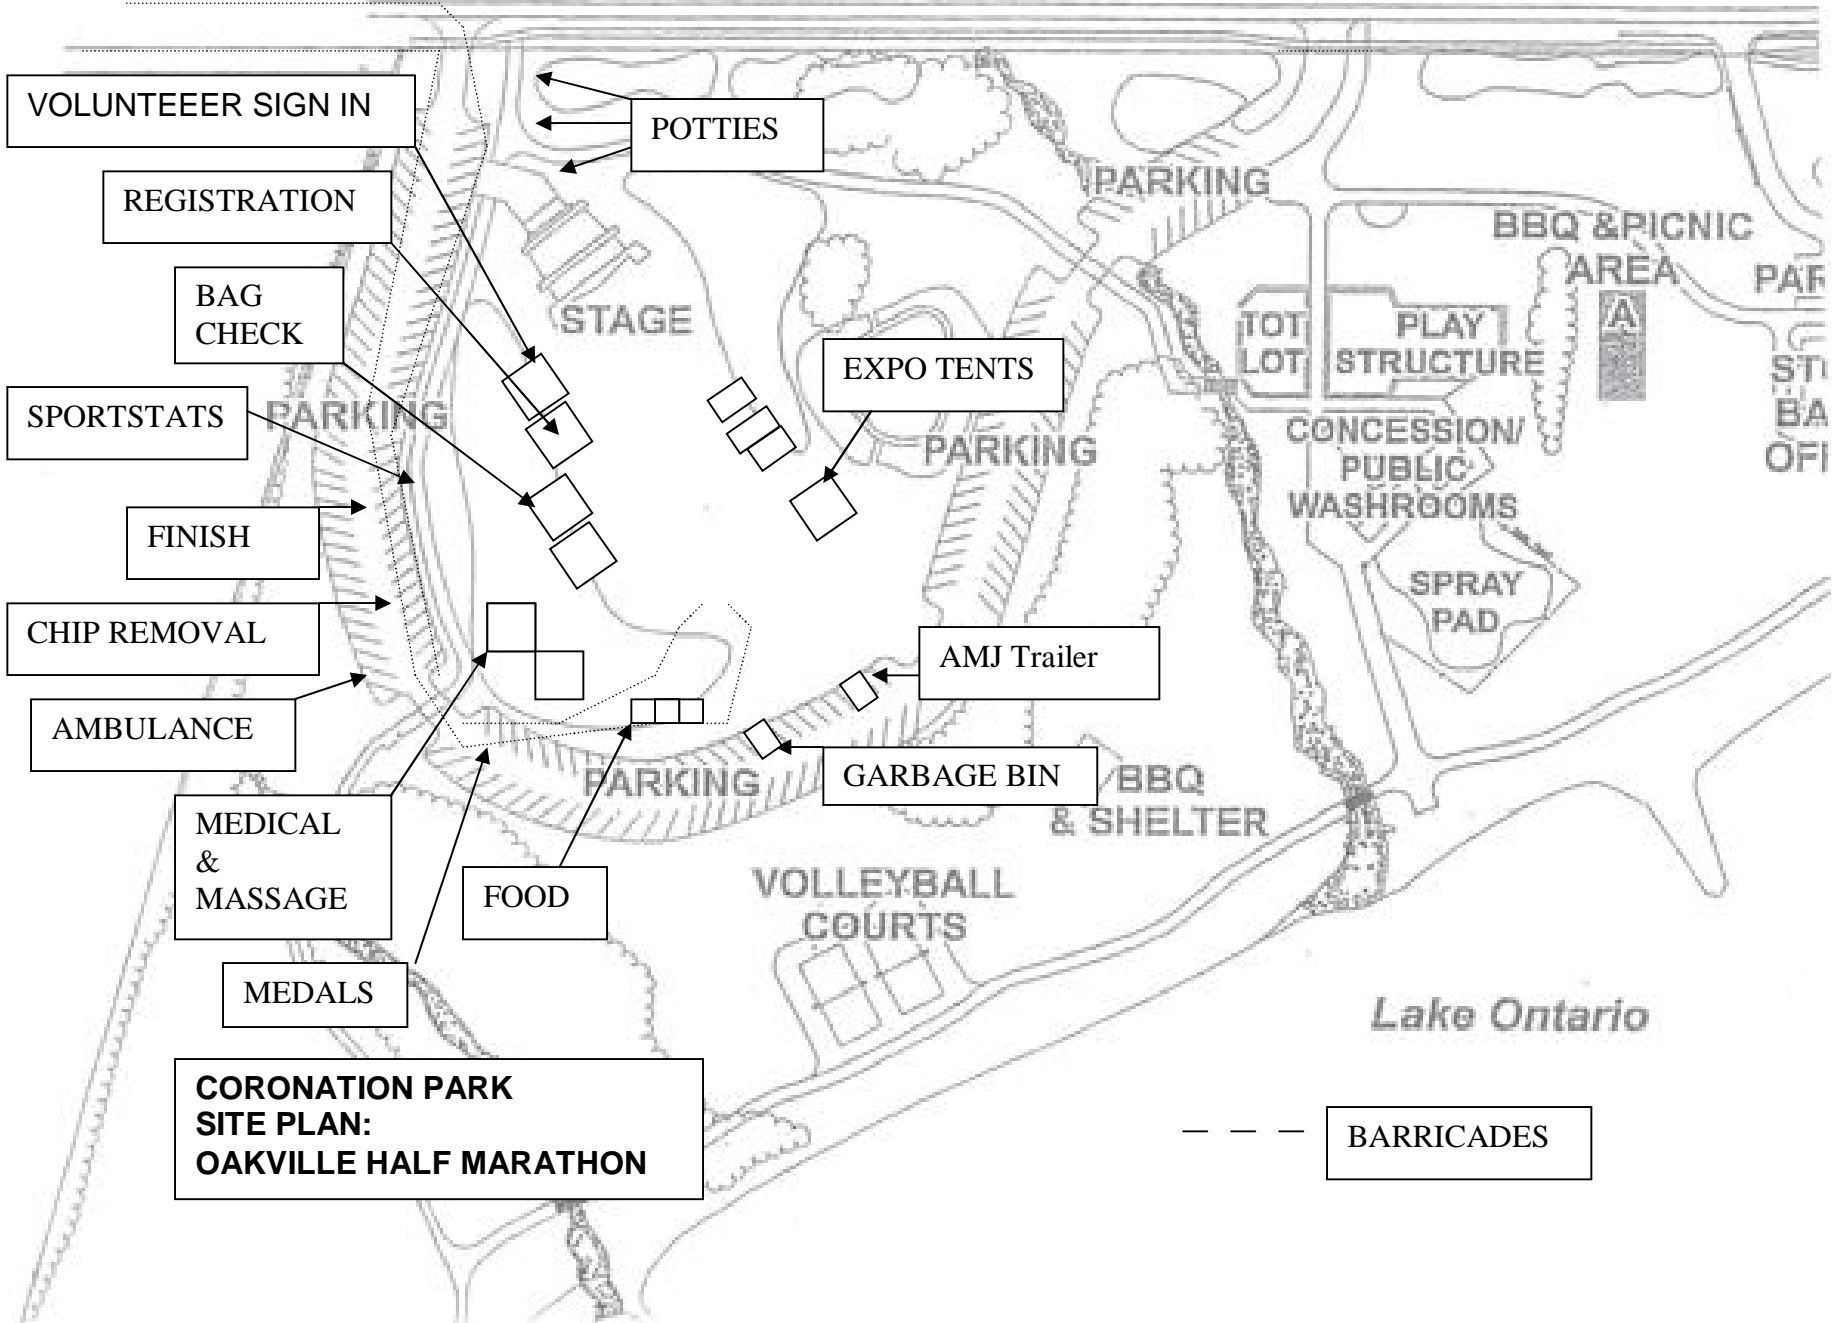 VOLUNTEEER SIGN IN
POTTIES
REGISTRATION
PARKING
BBQ &PICNIC
AREA
PAR
BAG
CHECK
STAGE
A
TOT
LOT
PLAY
STRUCTURE
EXPO TENTS
SPORTSTATS
PARKING
PARKING
CONCESSION/
PUBLIC
WASHROOMS
BA
FINISH
SPRAY
PAD
CHIP REMOVAL
AMJ Trailer
AMBULANCE
PARKING
GARBAGE BIN
BBQ
& SHELTER
MEDICAL
&
MASSAGE
FOOD
VOLLEYBALL
COURTS
MEDALS
Lake Ontario
CORONATION PARK
SITE PLAN:
OAKVILLE HALF MARATHON
BARRICADES